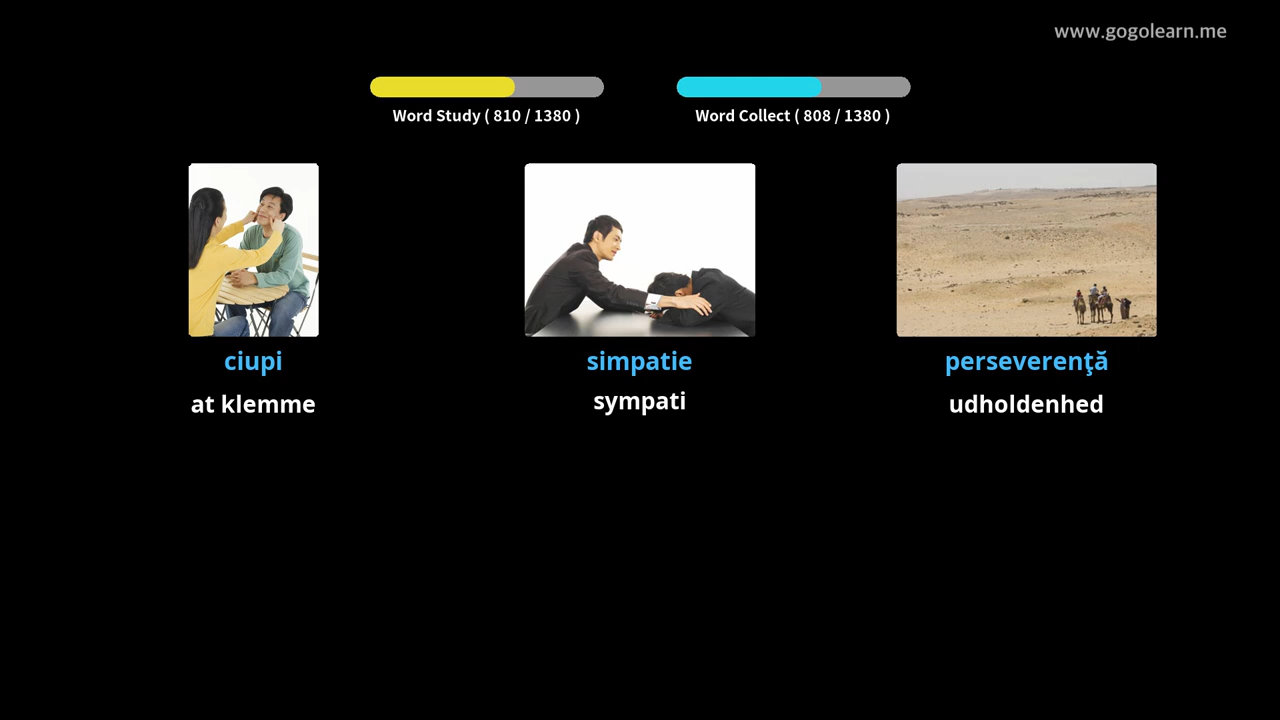 www.gogolearn.me
Word Study ( 810 / 1380 )
Word Collect ( 808 / 1380 )
ciupi
simpatie
perseverenţă
at klemme
sympati
udholdenhed